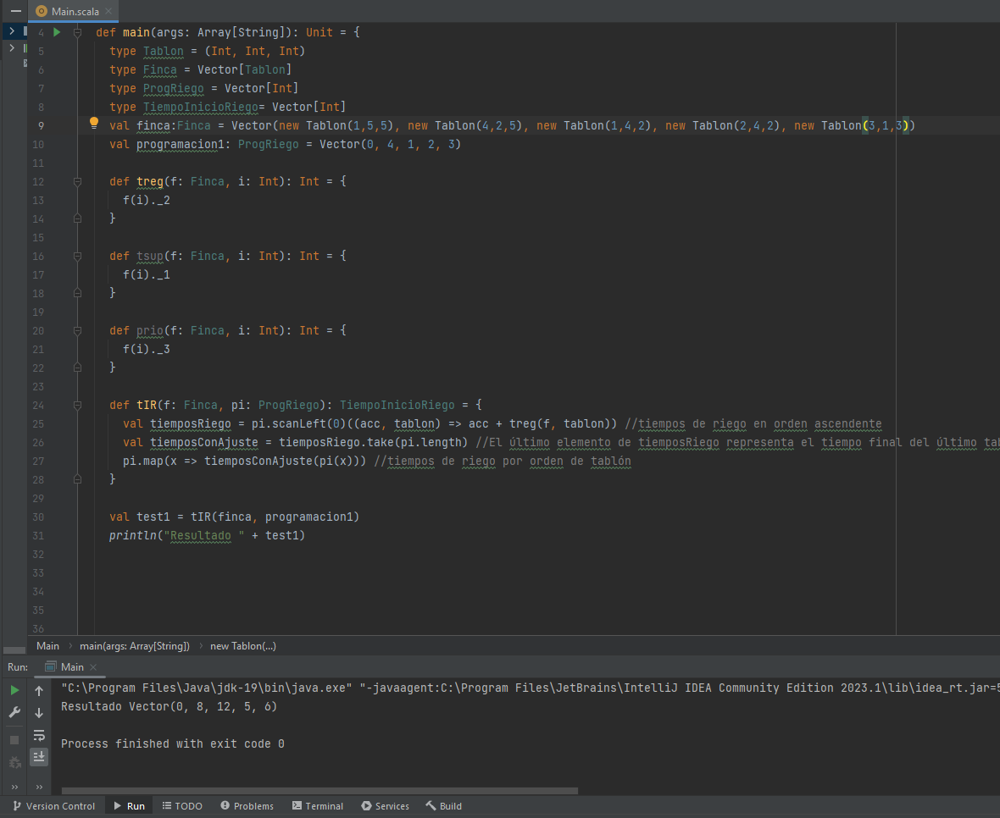 Main.scala
4 def main(args: Array[String]): Unit = {
5 type Tablon = (Int, Int, Int)
6 type Finca = Vector[Tablon]
7 type ProgRiego = Vector[Int]
8 type TiempoInicioRiego= Vector[Int]
9 val finca:Finca = Vector(new Tablon(1,5,5), new Tablon(4,2,5), new Tablon(1,4,2), new Tablon(2,4,2), new Tablon(3,1,3))
10 val programacion1: ProgRiego = Vector(0, 4, 1, 2, 3)
11
12 def treg(f: Finca, i: Int): Int = {
13 f(i)._2
14 }
15
16 def tsup(f: Finca, i: Int): Int = {
17 f(i)._1
18 }
19
20 def prio(f: Finca, i: Int): Int = {
21 f(i)._3
22 }
23
24 def tIR(f: Finca, pi: ProgRiego): TiempoInicioRiego = {
25 val tiemposRiego = pi.scanLeft(0)((acc, tablon) => acc + treg(f, tablon)) //tiempos de riego en orden ascendente
26 val tiemposConAjuste = tiemposRiego.take(pi.length) //El último elemento de tiemposRiego representa el tiempo final del último tab
27 pi.map(x => tiemposConAjuste(pi(x))) //tiempos de riego por orden de tablón
28 }
29
30 val test1 = tIR(finca, programacion1)
31 println("Resultado " + test1)
32
33
34
35
36
Main › main(args: Array[String]) › new Tablon(...)
Run: Main
"C:\Program Files\Java\jdk-19\bin\java.exe" "-javaagent:C:\Program Files\JetBrains\IntelliJ IDEA Community Edition 2023.1\lib\idea_rt.jar=5
Resultado Vector(0, 8, 12, 5, 6)
Process finished with exit code 0
Version Control Run TODO Problems Terminal Services Build